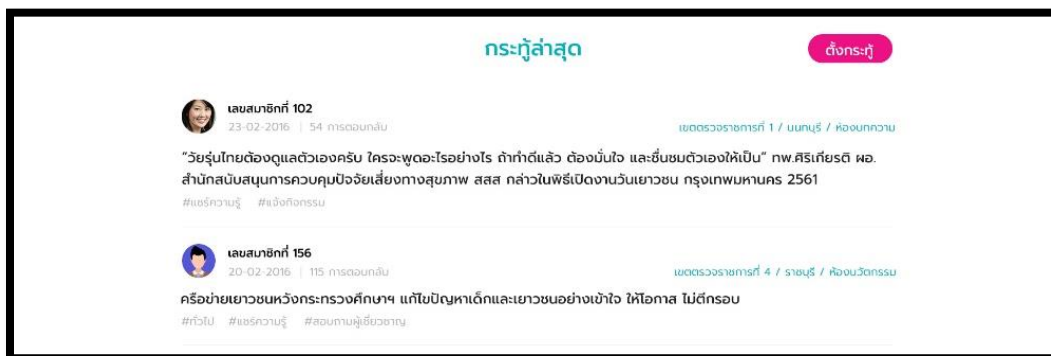 กระทู้ล่าสุด
ตั้งกระทู้
เลขสมาชิกที่ 102
23-02-2016 | 54 การตอบกลับ
เขตตรวจราชการที่ 1 / นนทบุรี / ห้องบทความ
“วัยรุ่นไทยต้องดูแลตัวเองครับ ใครจะพูดอะไรอย่างไร ถ้าทำดีแล้ว ต้องมั่นใจ และชื่นชมตัวเองให้เป็น” ทพ.ศิริเกียรติ ผอ.
สำนักสนับสนุนการควบคุมปัจจัยเสี่ยงทางสุขภาพ สสส กล่าวในพิธีเปิดงานวันเยาวชน กรุงเทพมหานคร 2561
#แชร์ความรู้ #แจ้งกิจกรรม
เลขสมาชิกที่ 156
20-02-2016 | 115 การตอบกลับ
เขตตรวจราชการที่ 4 / ราชบุรี / ห้องนวัตกรรม
ครือข่ายเยาวชนหวังกระทรวงศึกษาฯ แก้ไขปัญหาเด็กและเยาวชนอย่างเข้าใจ ให้โอกาส ไม่ตีกรอบ
#ทั่วไป #แชร์ความรู้ #สอบถามผู้เชี่ยวชาญ